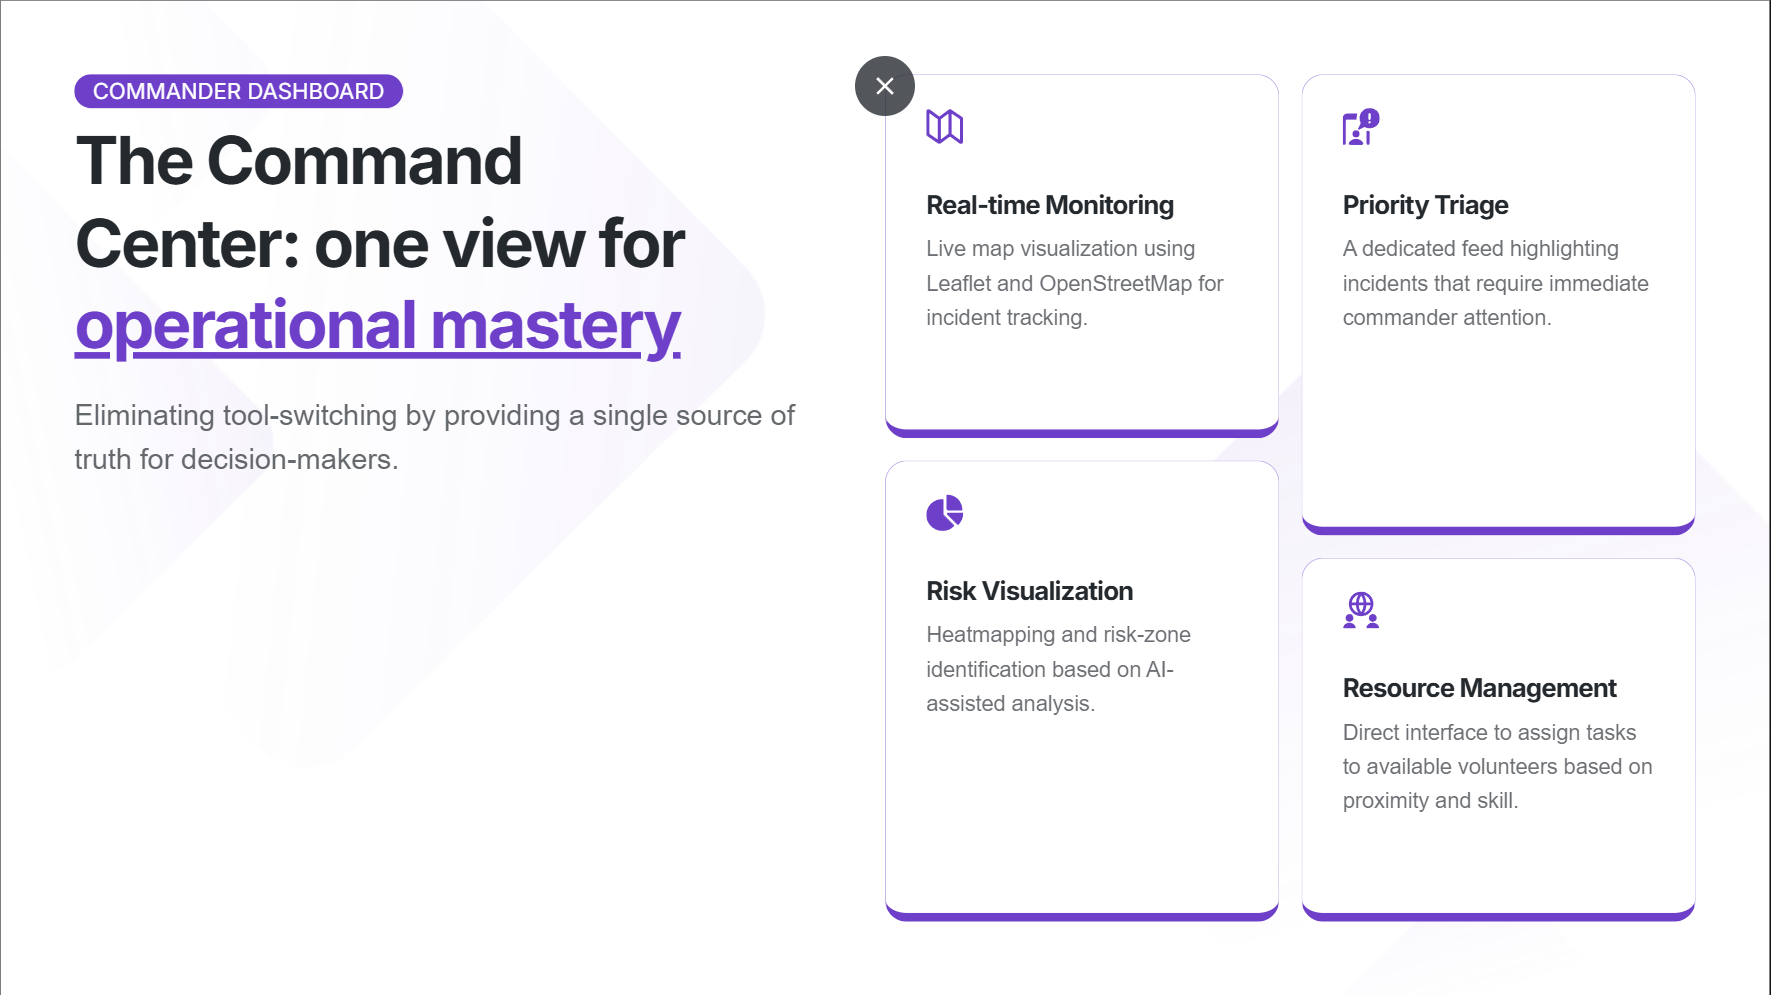 COMMANDER DASHBOARD
The Command
Center: one view for
operational mastery
Eliminating tool-switching by providing a single source of
truth for decision-makers.
Real-time Monitoring
Live map visualization using
Leaflet and OpenStreetMap for
incident tracking.
Priority Triage
A dedicated feed highlighting
incidents that require immediate
commander attention.
Risk Visualization
Heatmapping and risk-zone
identification based on AI-
assisted analysis.
Resource Management
Direct interface to assign tasks
to available volunteers based on
proximity and skill.